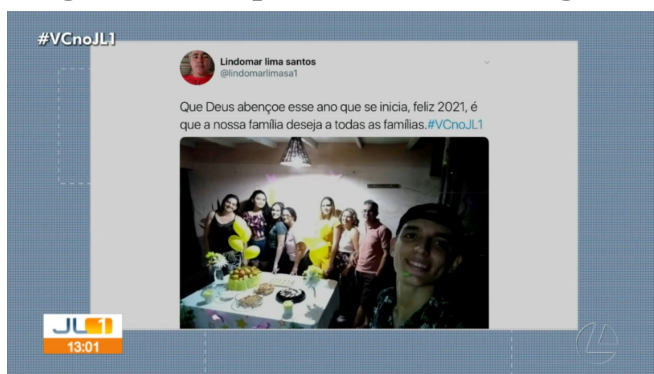 #VCnoJL1
Lindomar lima santos
@lindomarlimasa1
Que Deus abençoe esse ano que se inicia, feliz 2021, é
que a nossa família deseja a todas as famílias.#VCnoJL1
JL1
13:01